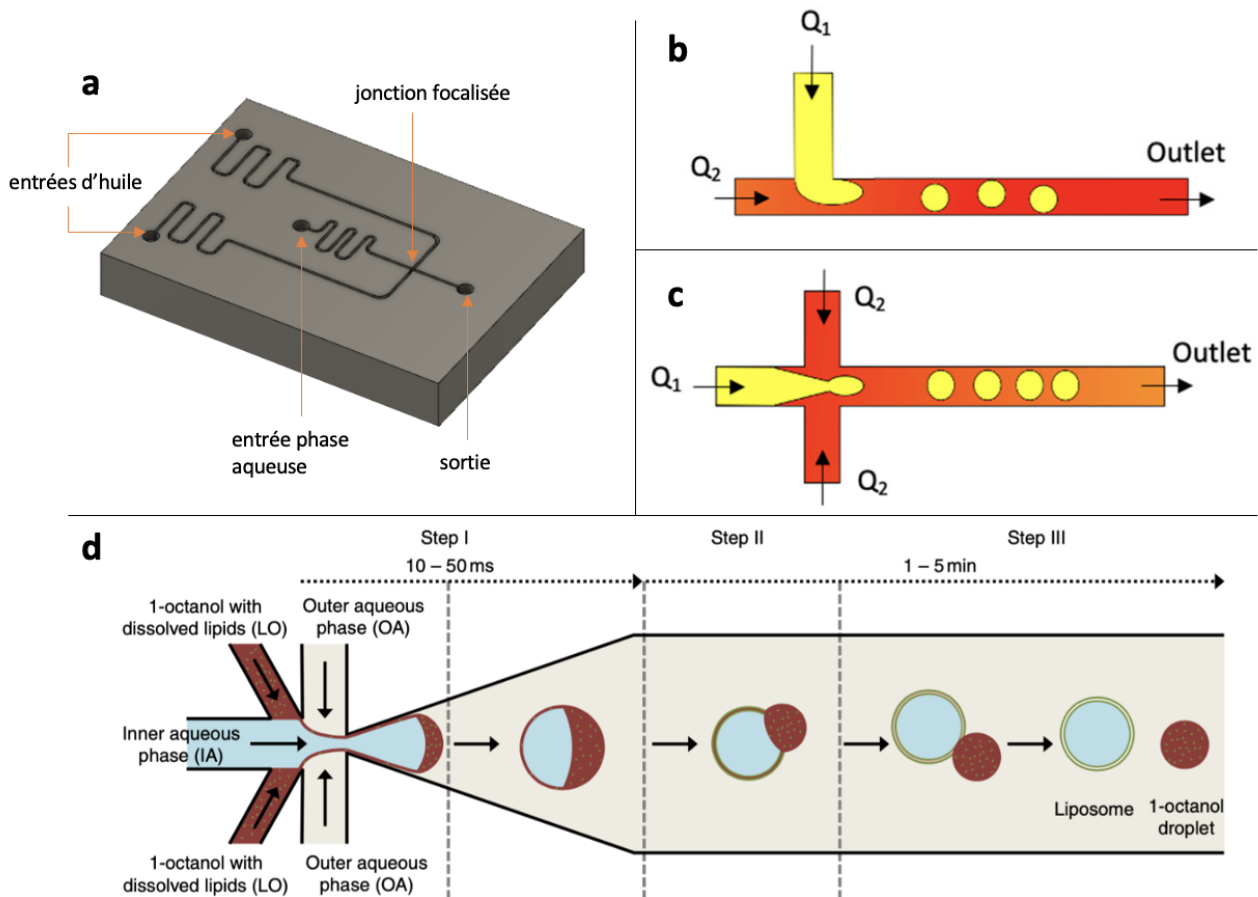 a
jonction focalisée
entrées d'huile
entrée phase
aqueuse
sortie
b
Q1
Q2
Outlet
c
Q2
Q1
Outlet
Q2
d
Step I
Step II
Step III
10 – 50 ms
1 – 5 min
1-octanol with
dissolved lipids (LO)
Outer aqueous
phase (OA)
Inner aqueous
phase (IA)
Liposome
1-octanol
droplet
1-octanol with
dissolved lipids (LO)
Outer aqueous
phase (OA)